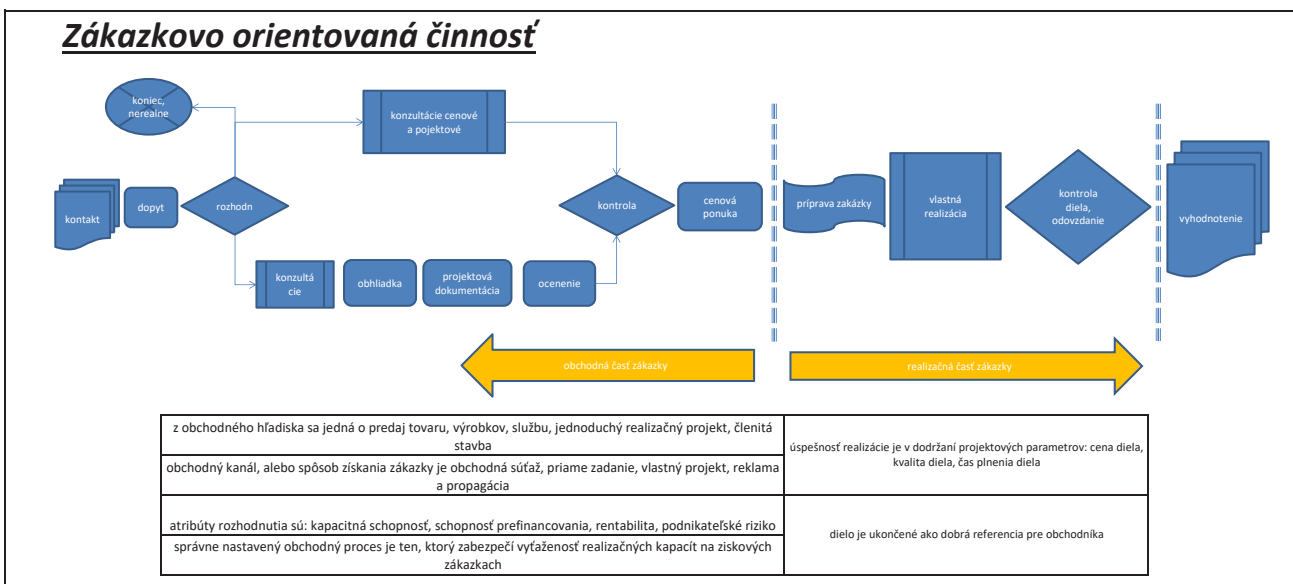 Zákazkovo orientovaná činnosť
koniec,
nerealne
konzultácie cenové
a pojektové
kontakt
dopyt
rozhodn
kontrola
cenová
ponuka
príprava zakázky
vlastná
realizácia
kontrola
diela,
odovzdanie
vyhodnotenie
konzultá
cie
obhliadka
projektová
dokumentácia
ocenenie
obchodná časť zákazky
realizačná časť zákazky
z obchodného hľadiska sa jedná o predaj tovaru, výrobkov, službu, jednoduchý realizačný projekt, členitá
stavba
obchodný kanál, alebo spôsob získania zákazky je obchodná súťaž, priame zadanie, vlastný projekt, reklama
a propagácia
úspešnosť realizácie je v dodržaní projektových parametrov: cena diela,
kvalita diela, čas plnenia diela
atribúty rozhodnutia sú: kapacitná schopnosť, schopnosť prefinancovania, rentabilita, podnikateľské riziko
správne nastavený obchodný proces je ten, ktorý zabezpečí vyťaženosť realizačných kapacít na ziskových
zákazkach
dielo je ukončené ako dobrá referencia pre obchodníka